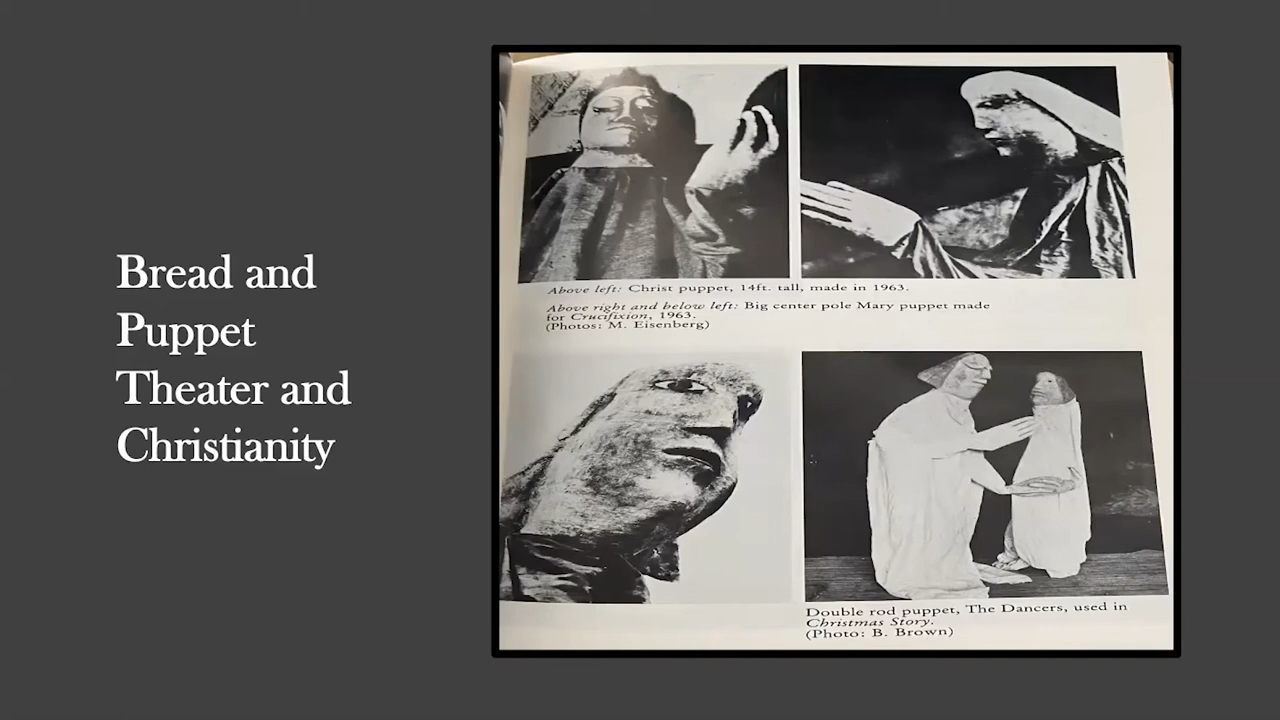 Bread and
Puppet
Theater and
Christianity
Above left: Christ puppet, 14ft. tall, made in 1963.
Above right and below left: Big center pole Mary puppet made
for Crucifixion, 1963.
(Photos: M. Eisenberg)
Double rod puppet, The Dancers, used in
Christmas Story.
(Photo: B. Brown)